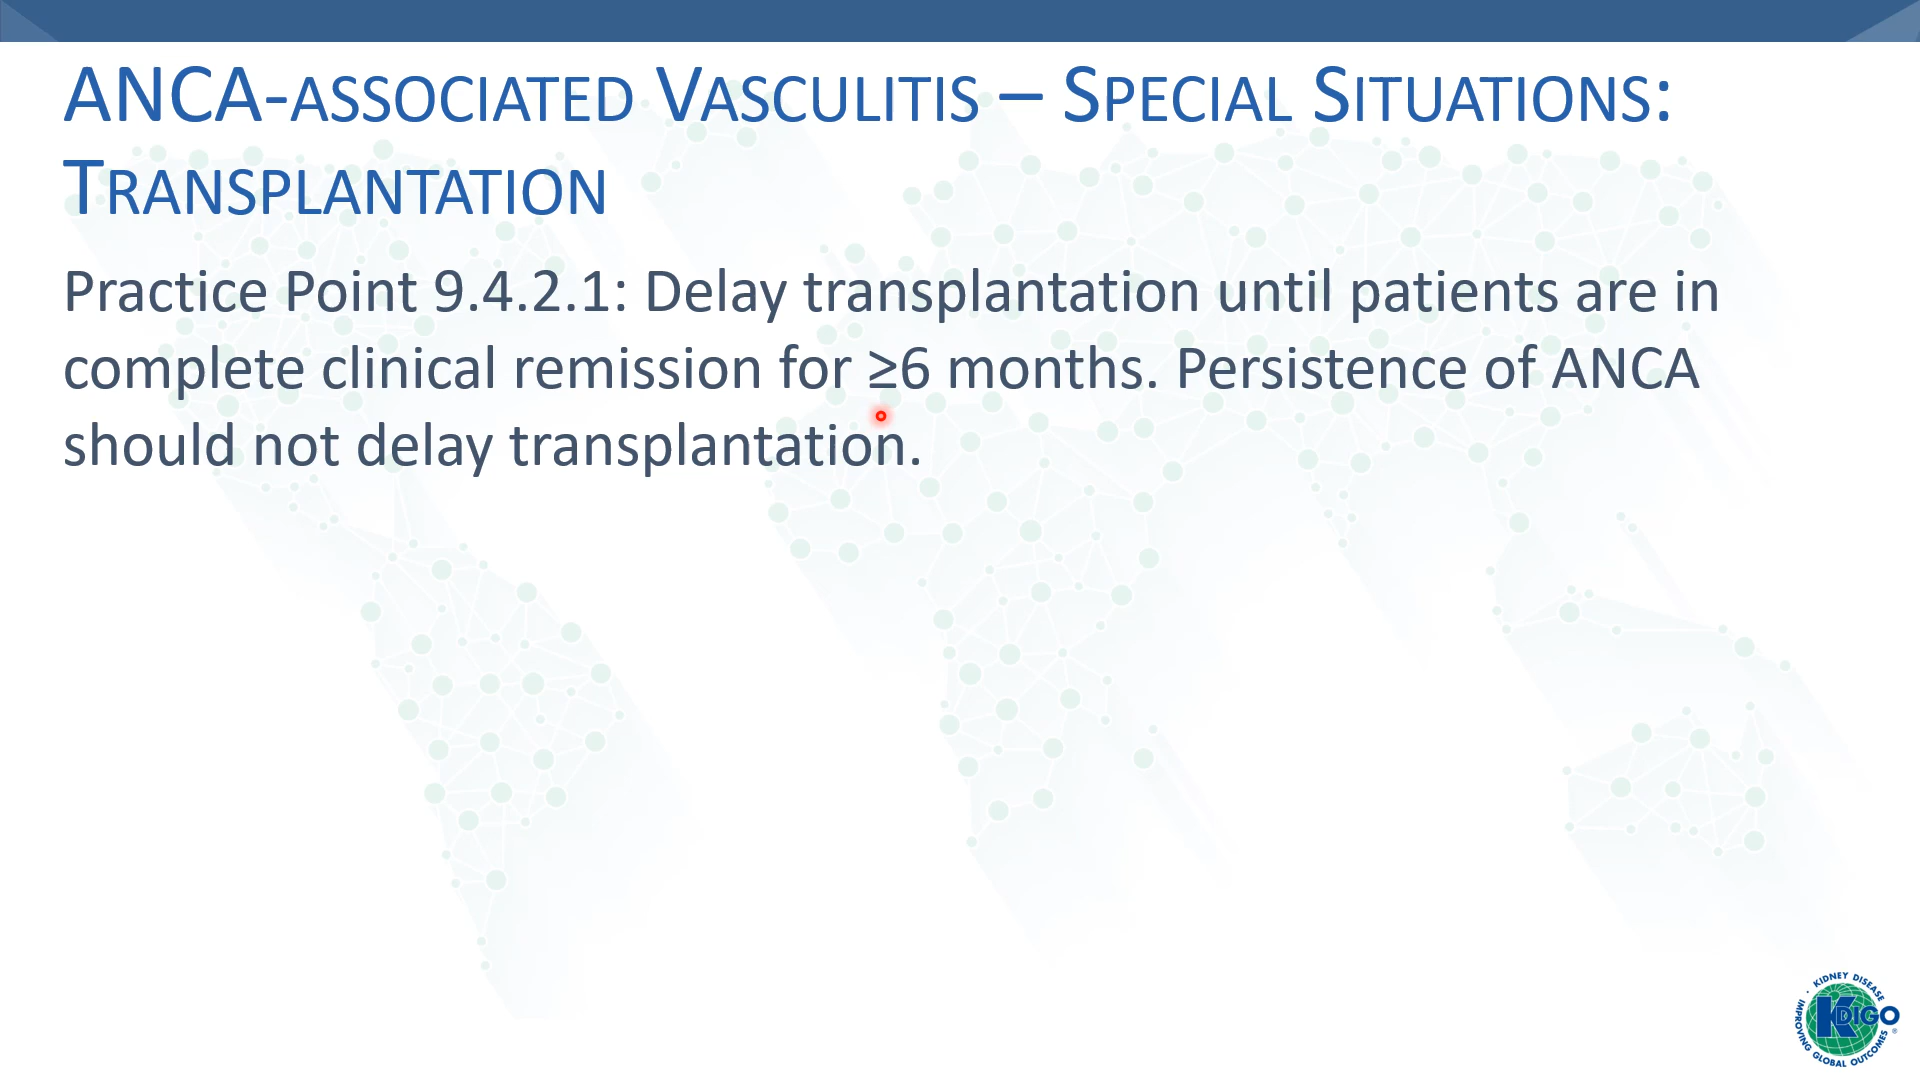 ANCA-ASSOCIATED VASCULITIS – SPECIAL SITUATIONS:
TRANSPLANTATION
Practice Point 9.4.2.1: Delay transplantation until patients are in
complete clinical remission for ≥6 months. Persistence of ANCA
should not delay transplantation.
KIDNEY DISEASE
KDIGO
®
IMPROVING GLOBAL OUTCOMES